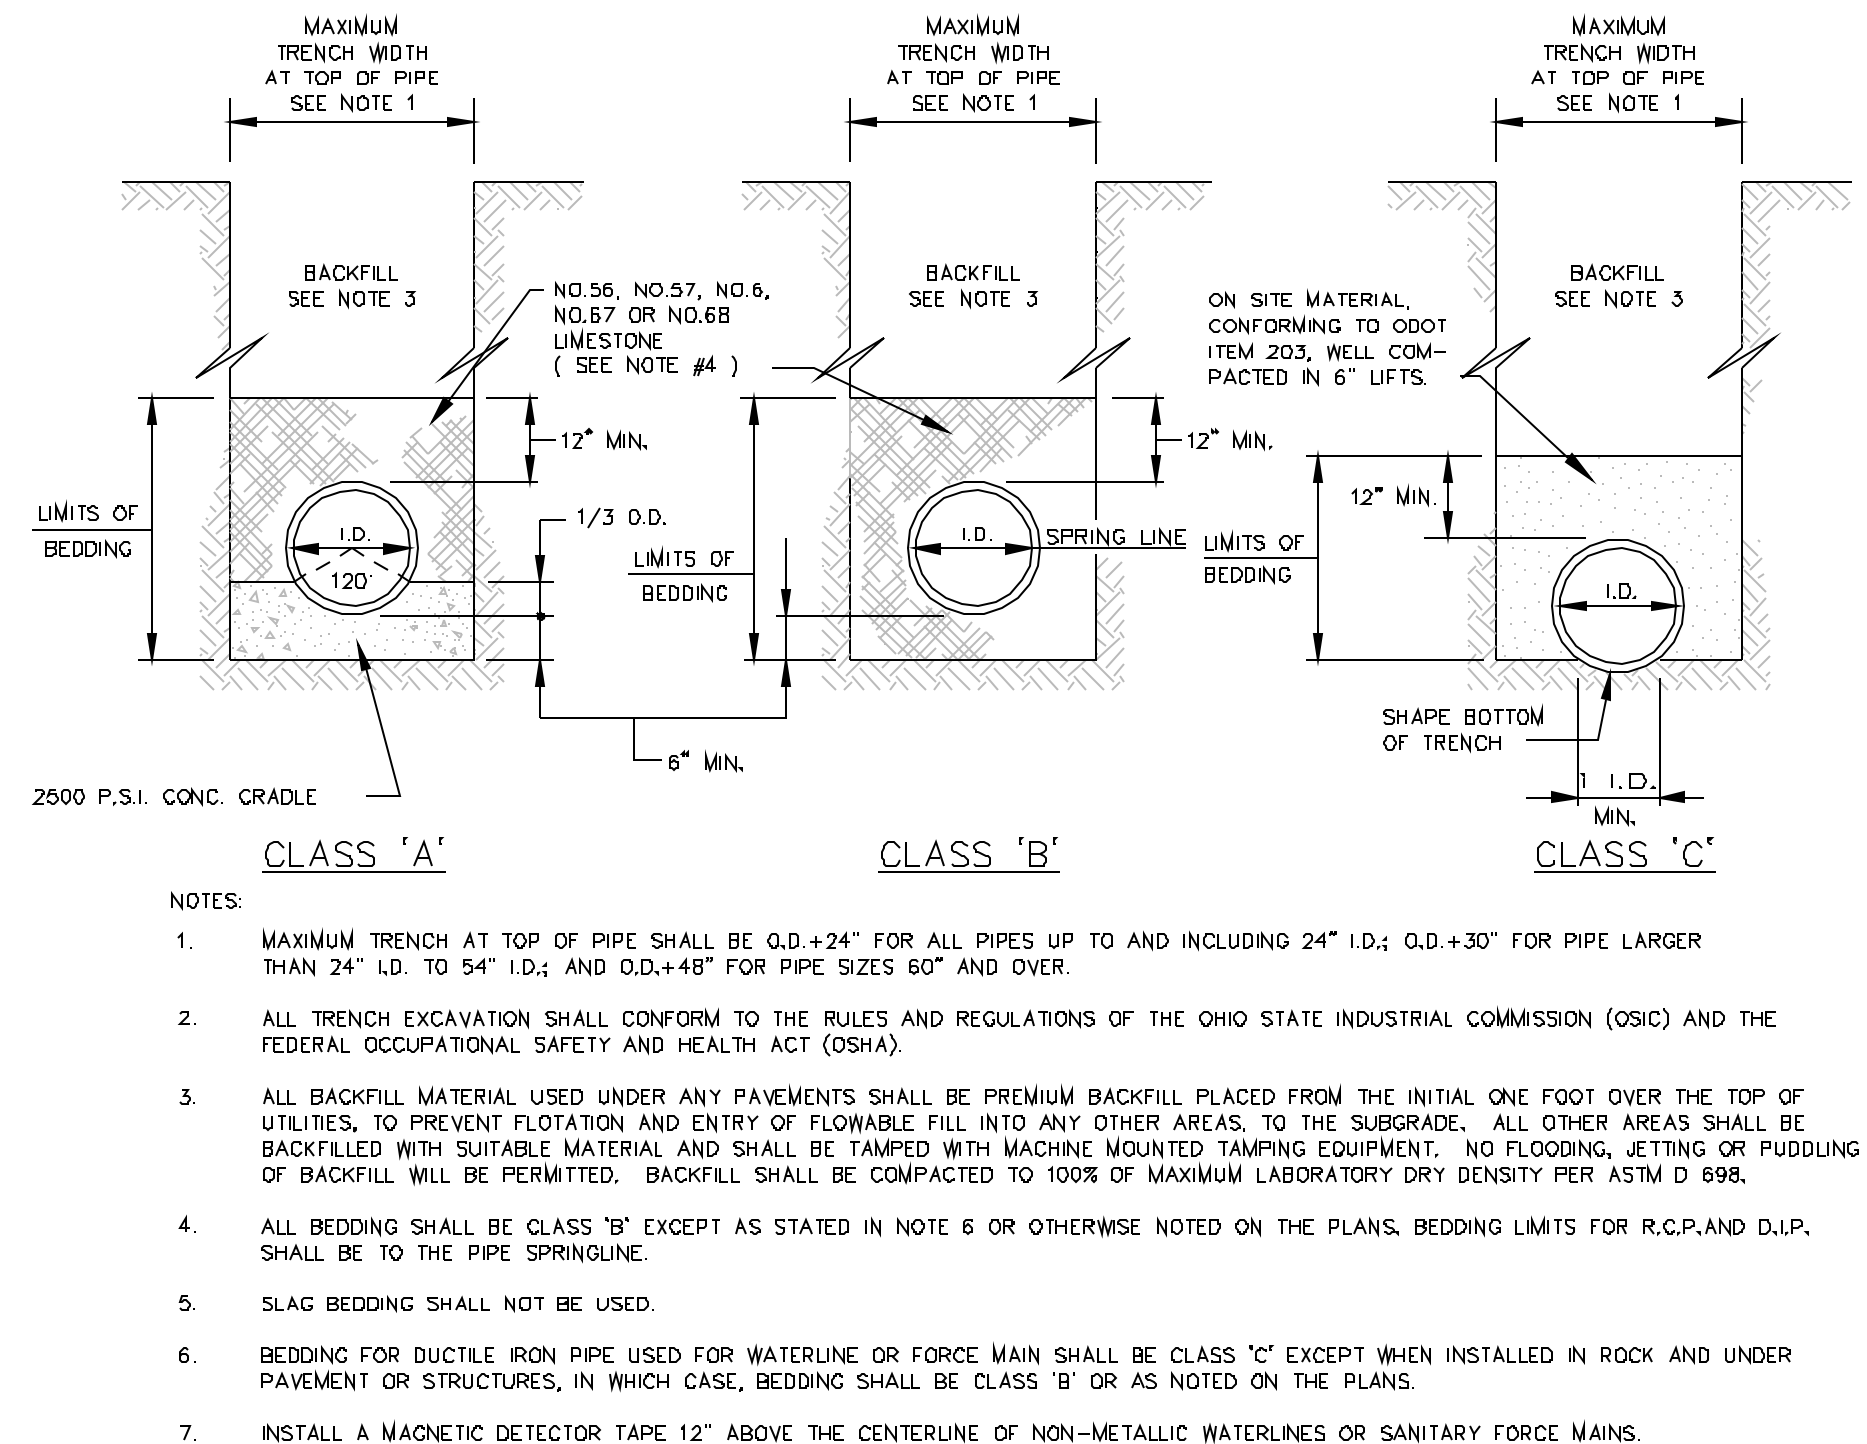 MAXIMUM
TRENCH WIDTH
AT TOP OF PIPE
SEE NOTE 1
MAXIMUM
TRENCH WIDTH
AT TOP OF PIPE
SEE NOTE 1
MAXIMUM
TRENCH WIDTH
AT TOP OF PIPE
SEE NOTE 1
BACKFILL
SEE NOTE 3
NO.56, NO.57, NO.6,
NO.67 OR NO.68
LIMESTONE
( SEE NOTE #4 )
BACKFILL
SEE NOTE 3
ON SITE MATERIAL,
CONFORMING TO ODOT
ITEM 203, WELL COM-
PACTED IN 6" LIFTS.
BACKFILL
SEE NOTE 3
12" MIN.
12" MIN.
12" MIN.
LIMITS OF
BEDDING
I.D.
120°
1/3 O.D.
LIMITS OF
BEDDING
I.D.
SPRING LINE
LIMITS OF
BEDDING
I.D.
6" MIN.
SHAPE BOTTOM
OF TRENCH
1 I.D.
MIN.
2500 P.S.I. CONC. CRADLE
CLASS 'A'
CLASS 'B'
CLASS 'C'
NOTES:
1. MAXIMUM TRENCH AT TOP OF PIPE SHALL BE O.D.+24" FOR ALL PIPES UP TO AND INCLUDING 24" I.D.; O.D.+30" FOR PIPE LARGER
THAN 24" I.D. TO 54" I.D.; AND O.D.+48" FOR PIPE SIZES 60" AND OVER.
2. ALL TRENCH EXCAVATION SHALL CONFORM TO THE RULES AND REGULATIONS OF THE OHIO STATE INDUSTRIAL COMMISSION (OSIC) AND THE
FEDERAL OCCUPATIONAL SAFETY AND HEALTH ACT (OSHA).
3. ALL BACKFILL MATERIAL USED UNDER ANY PAVEMENTS SHALL BE PREMIUM BACKFILL PLACED FROM THE INITIAL ONE FOOT OVER THE TOP OF
UTILITIES, TO PREVENT FLOTATION AND ENTRY OF FLOWABLE FILL INTO ANY OTHER AREAS, TO THE SUBGRADE. ALL OTHER AREAS SHALL BE
BACKFILLED WITH SUITABLE MATERIAL AND SHALL BE TAMPED WITH MACHINE MOUNTED TAMPING EQUIPMENT. NO FLOODING, JETTING OR PUDDLING
OF BACKFILL WILL BE PERMITTED. BACKFILL SHALL BE COMPACTED TO 100% OF MAXIMUM LABORATORY DRY DENSITY PER ASTM D 698.
4. ALL BEDDING SHALL BE CLASS 'B' EXCEPT AS STATED IN NOTE 6 OR OTHERWISE NOTED ON THE PLANS. BEDDING LIMITS FOR R.C.P. AND D.I.P.
SHALL BE TO THE PIPE SPRINGLINE.
5. SLAG BEDDING SHALL NOT BE USED.
6. BEDDING FOR DUCTILE IRON PIPE USED FOR WATERLINE OR FORCE MAIN SHALL BE CLASS 'C' EXCEPT WHEN INSTALLED IN ROCK AND UNDER
PAVEMENT OR STRUCTURES, IN WHICH CASE, BEDDING SHALL BE CLASS 'B' OR AS NOTED ON THE PLANS.
7. INSTALL A MAGNETIC DETECTOR TAPE 12" ABOVE THE CENTERLINE OF NON-METALLIC WATERLINES OR SANITARY FORCE MAINS.